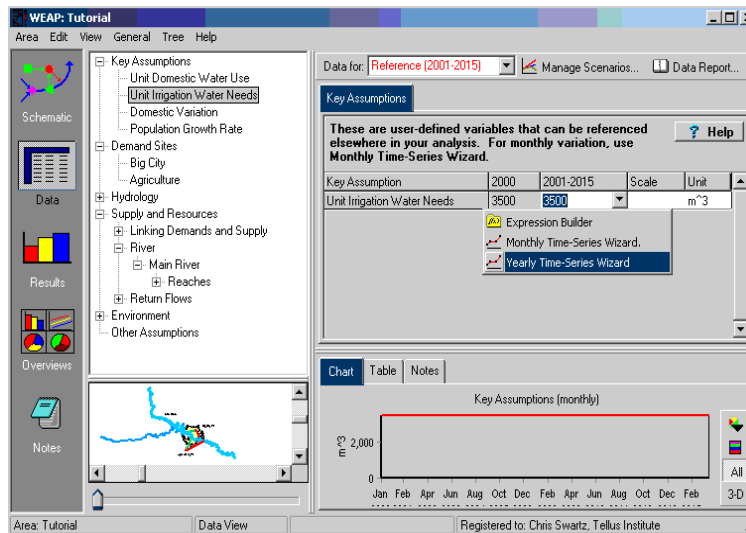 WEAP: Tutorial
Area Edit View General Tree Help
Schematic
Data
Results
Overviews
Notes
Key Assumptions
Unit Domestic Water Use
Unit Irrigation Water Needs
Domestic Variation
Population Growth Rate
Demand Sites
Big City
Agriculture
Hydrology
Supply and Resources
Linking Demands and Supply
River
Main River
Reaches
Return Flows
Environment
Other Assumptions
Data for: Reference (2001-2015) Manage Scenarios... Data Report...
Key Assumptions
These are user-defined variables that can be referenced
elsewhere in your analysis. For monthly variation, use
Monthly Time-Series Wizard.
? Help
Key Assumption 2000 2001-2015 Scale Unit
Unit Irrigation Water Needs 3500 3500 m^3
Expression Builder
Monthly Time-Series Wizard.
Yearly Time-Series Wizard
Chart Table Notes
Key Assumptions (monthly)
m^3
2,000
0
Jan Feb Apr Jun Aug Oct Dec Feb Apr Jun Aug Oct Dec Feb
All
3-D
Area: Tutorial Data View Registered to: Chris Swartz, Tellus Institute